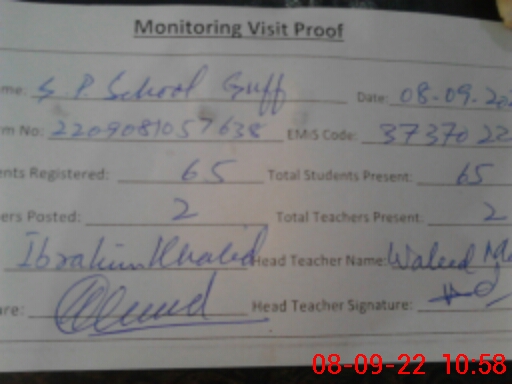 Monitoring Visit Proof
me: G. P. School Guff Date: 08.09.20
m No: 2209081057638 EMIS Code: 3737022
ents Registered: 65 Total Students Present: 65
ers Posted: 2 Total Teachers Present: 2
Ibrahim Khalid Head Teacher Name: Waleed
are: Head Teacher Signature:
08-09-22 10:58